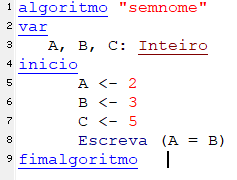 1 algoritmo "semnome"
2 var
3 A, B, C: Inteiro
4 inicio
5 A <- 2
6 B <- 3
7 C <- 5
8 Escreva (A = B)
9 fimalgoritmo